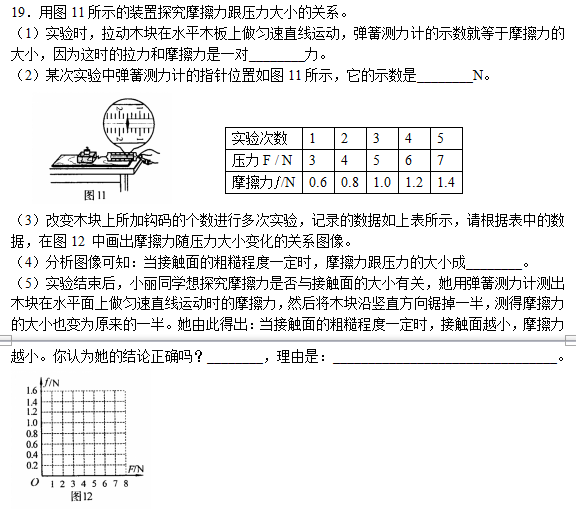 19．用图 11 所示的装置探究摩擦力跟压力大小的关系。
（1）实验时，拉动木块在水平木板上做匀速直线运动，弹簧测力计的示数就等于摩擦力的
大小，因为这时的拉力和摩擦力是一对________力。
（2）某次实验中弹簧测力计的指针位置如图 11 所示，它的示数是________N。
图11
实验次数 1 2 3 4 5
压力 F / N 3 4 5 6 7
摩擦力f/N 0.6 0.8 1.0 1.2 1.4
（3）改变木块上所加钩码的个数进行多次实验，记录的数据如上表所示，请根据表中的数
据，在图 12 中画出摩擦力随压力大小变化的关系图像。
（4）分析图像可知：当接触面的粗糙程度一定时，摩擦力跟压力的大小成________。
（5）实验结束后，小丽同学想探究摩擦力是否与接触面的大小有关，她用弹簧测力计测出
木块在水平面上做匀速直线运动时的摩擦力，然后将木块沿竖直方向锯掉一半，测得摩擦力
的大小也变为原来的一半。她由此得出：当接触面的粗糙程度一定时，接触面越小，摩擦力
越小。你认为她的结论正确吗？________，理由是：________________________________。
f/N
1.6
1.4
1.2
1.0
0.8
0.6
0.4
0.2
F/N
O 1 2 3 4 5 6 7 8
图12